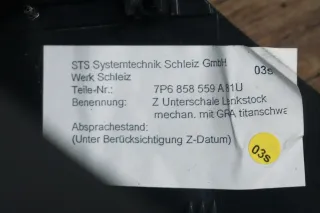 STS Systemtechnik Schleiz GmbH 03s
Werk Schleiz
Teile-Nr.: 7P6 858 559 A 81U
Benennung: Z Unterschale Lenkstock
mechan. mit GRA titanschwa
Absprachestand:
(Unter Berücksichtigung Z-Datum)
03s